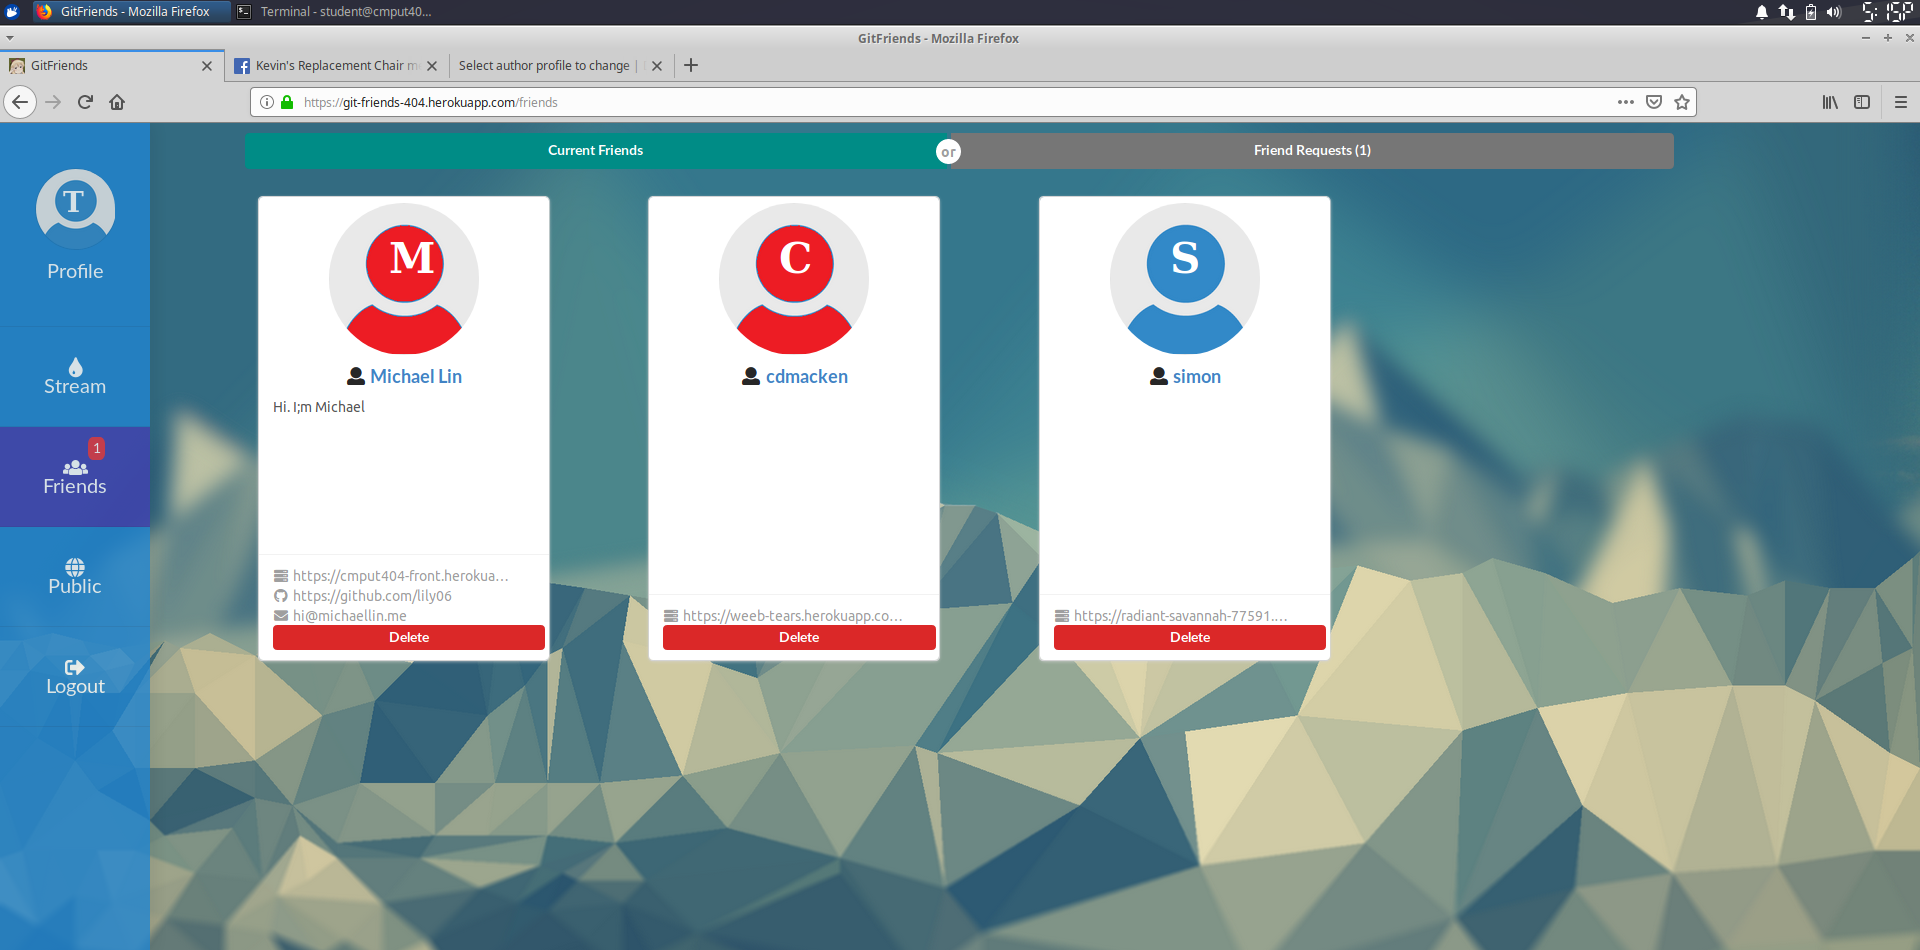 GitFriends - Mozilla Firefox
Terminal - student@cmput40...
5:15P
GitFriends - Mozilla Firefox
GitFriends
Kevin's Replacement Chair m
Select author profile to change |
https://git-friends-404.herokuapp.com/friends
Current Friends
or
Friend Requests (1)
T
Profile
Stream
1
Friends
Public
Logout
M
Michael Lin
Hi. I;m Michael
https://cmput404-front.herokua...
https://github.com/lily06
hi@michaellin.me
Delete
C
cdmacken
https://weeb-tears.herokuapp.co...
Delete
S
simon
https://radiant-savannah-77591....
Delete